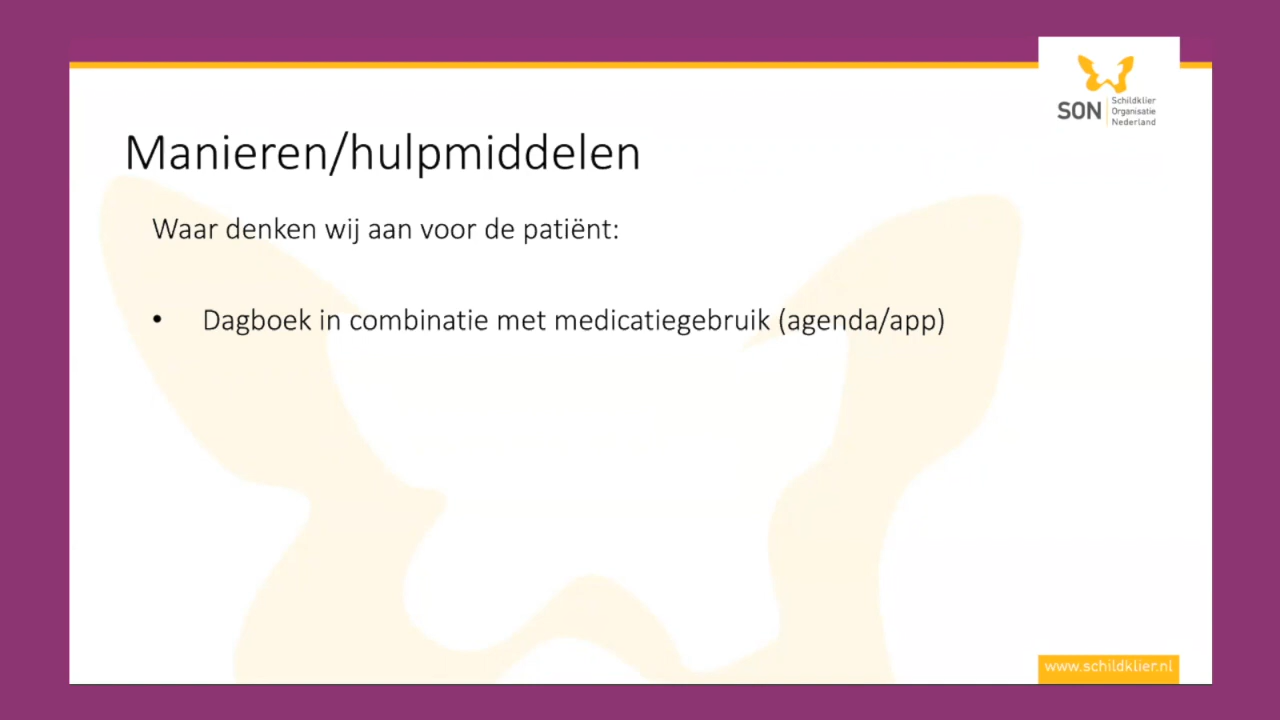 SON
Schildklier
Organisatie
Nederland
Manieren/hulpmiddelen
Waar denken wij aan voor de patiënt:
• Dagboek in combinatie met medicatiegebruik (agenda/app)
www.schildklier.nl